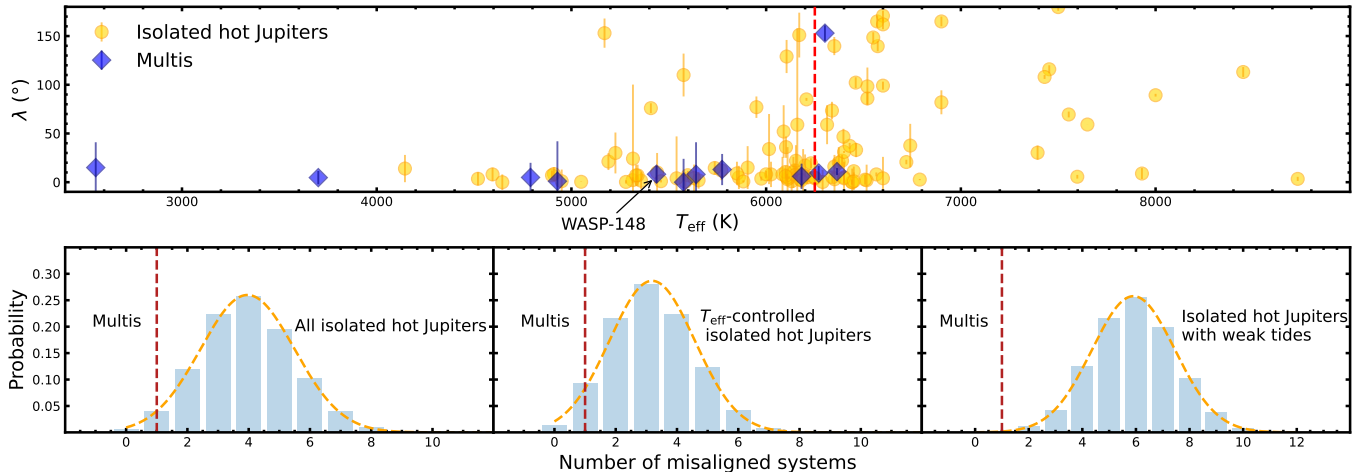 150
100
50
0
λ (°)
Isolated hot Jupiters
Multis
3000 4000 5000 6000 7000 8000
WASP-148
T_eff (K)
0.30
0.25
0.20
0.15
0.10
0.05
Probability
Multis
All isolated hot Jupiters
0 2 4 6 8 10
Multis
T_eff-controlled
isolated hot Jupiters
0 2 4 6 8 10
Multis
Isolated hot Jupiters
with weak tides
0 2 4 6 8 10 12
Number of misaligned systems